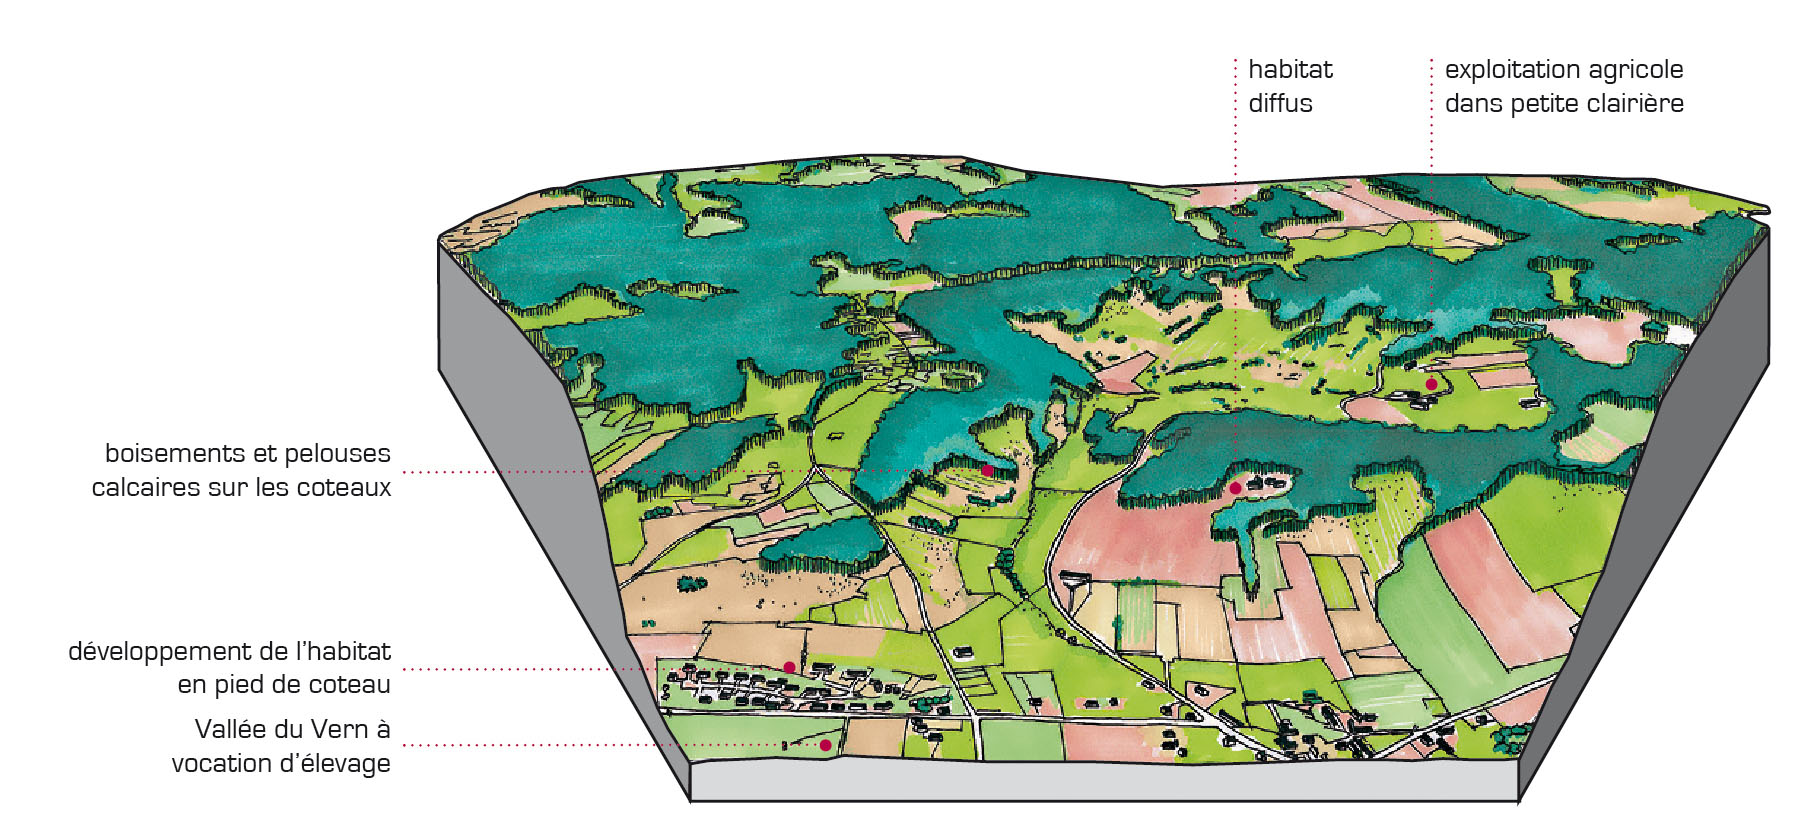 habitat
diffus
exploitation agricole
dans petite clairière
boisements et pelouses
calcaires sur les coteaux
développement de l'habitat
en pied de coteau
Vallée du Vern à
vocation d'élevage